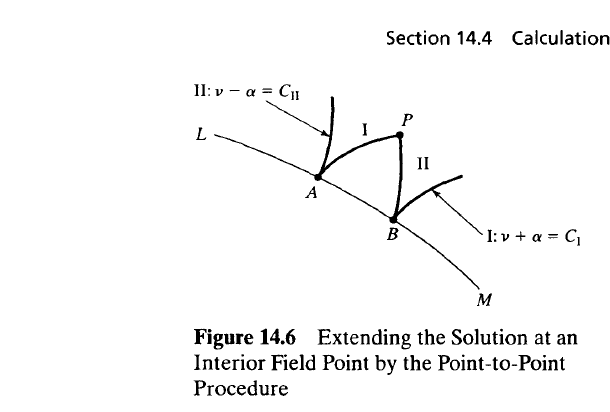 Section 14.4 Calculation
II: ν − α = C_II
L
I
P
II
A
B
I: ν + α = C_I
M
Figure 14.6 Extending the Solution at an
Interior Field Point by the Point-to-Point
Procedure